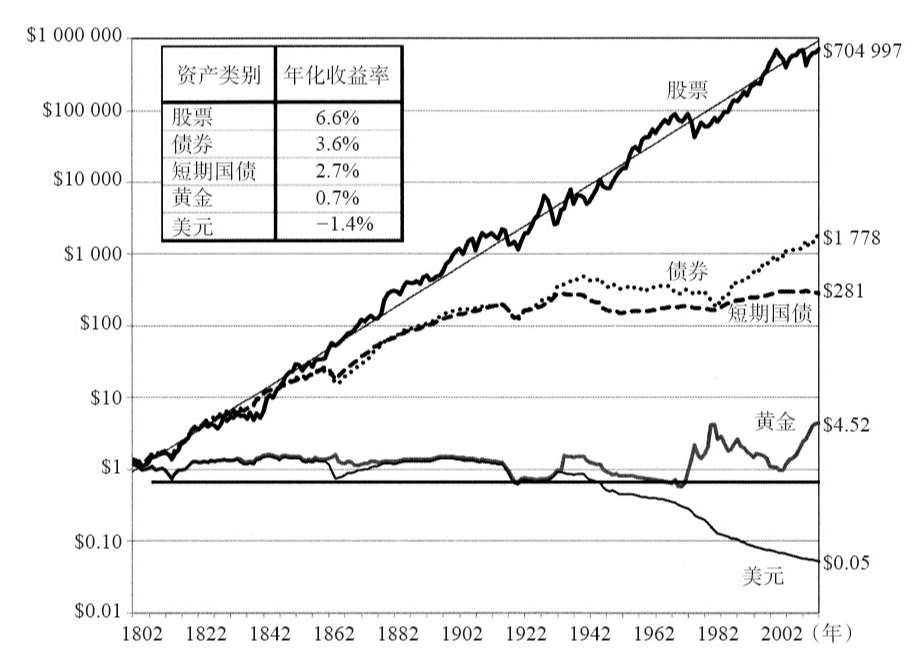 $1 000 000
$100 000
$10 000
$1 000
$100
$10
$1
$0.10
$0.01
资产类别 年化收益率
股票 6.6%
债券 3.6%
短期国债 2.7%
黄金 0.7%
美元 −1.4%
股票
债券
短期国债
黄金
美元
$704 997
$1 778
$281
$4.52
$0.05
1802 1822 1842 1862 1882 1902 1922 1942 1962 1982 2002 (年)